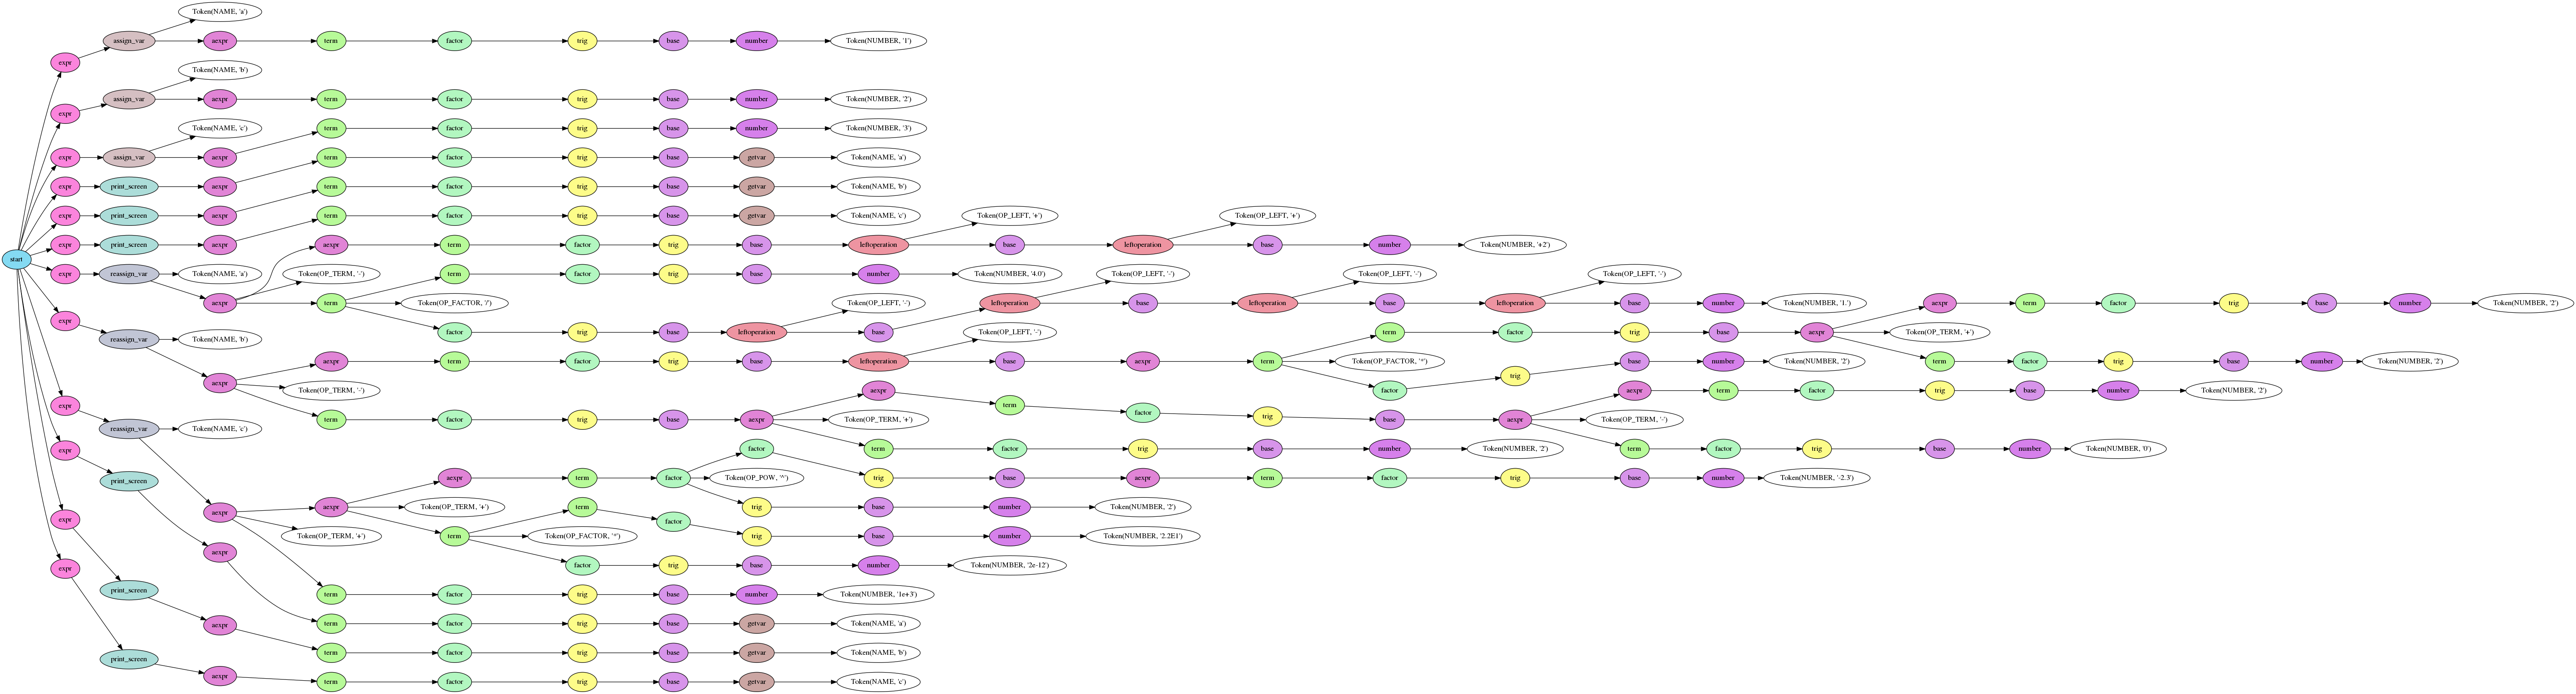 Token(NAME, 'a')
assign_var aexpr term factor trig base number Token(NUMBER, '1')
expr
Token(NAME, 'b')
assign_var aexpr term factor trig base number Token(NUMBER, '2')
expr
Token(NAME, 'c') term factor trig base number Token(NUMBER, '3')
expr assign_var aexpr term factor trig base getvar Token(NAME, 'a')
expr print_screen aexpr term factor trig base getvar Token(NAME, 'b')
expr print_screen aexpr term factor trig base getvar Token(NAME, 'c') Token(OP_LEFT, '+') Token(OP_LEFT, '+')
expr print_screen aexpr aexpr term factor trig base leftoperation base leftoperation base number Token(NUMBER, '+2')
start
expr reassign_var Token(NAME, 'a') Token(OP_TERM, '-') term factor trig base number Token(NUMBER, '4.0') Token(OP_LEFT, '-') Token(OP_LEFT, '-') Token(OP_LEFT, '-')
aexpr term Token(OP_FACTOR, '/') Token(OP_LEFT, '-') leftoperation base leftoperation base leftoperation base number Token(NUMBER, '1.') aexpr term factor trig base number Token(NUMBER, '2')
expr
reassign_var Token(NAME, 'b') factor trig base leftoperation base Token(OP_LEFT, '-') term factor trig base aexpr Token(OP_TERM, '+')
aexpr term factor trig base leftoperation base aexpr term Token(OP_FACTOR, '*') base number Token(NUMBER, '2') term factor trig base number Token(NUMBER, '2')
trig
aexpr Token(OP_TERM, '-') aexpr factor aexpr term factor trig base number Token(NUMBER, '2')
expr term factor
reassign_var Token(NAME, 'c') term factor trig base aexpr Token(OP_TERM, '+') trig base aexpr Token(OP_TERM, '-')
expr factor term factor trig base number Token(NUMBER, '2') term factor trig base number Token(NUMBER, '0')
print_screen aexpr term factor Token(OP_POW, '^') trig base aexpr term factor trig base number Token(NUMBER, '-2.3')
aexpr aexpr Token(OP_TERM, '+') term trig base number Token(NUMBER, '2')
expr factor
Token(OP_TERM, '+') term Token(OP_FACTOR, '*') trig base number Token(NUMBER, '2.2E1')
aexpr
expr factor trig base number Token(NUMBER, '2e-12')
print_screen term factor trig base number Token(NUMBER, '1e+3')
aexpr term factor trig base getvar Token(NAME, 'a')
print_screen term factor trig base getvar Token(NAME, 'b')
aexpr term factor trig base getvar Token(NAME, 'c')